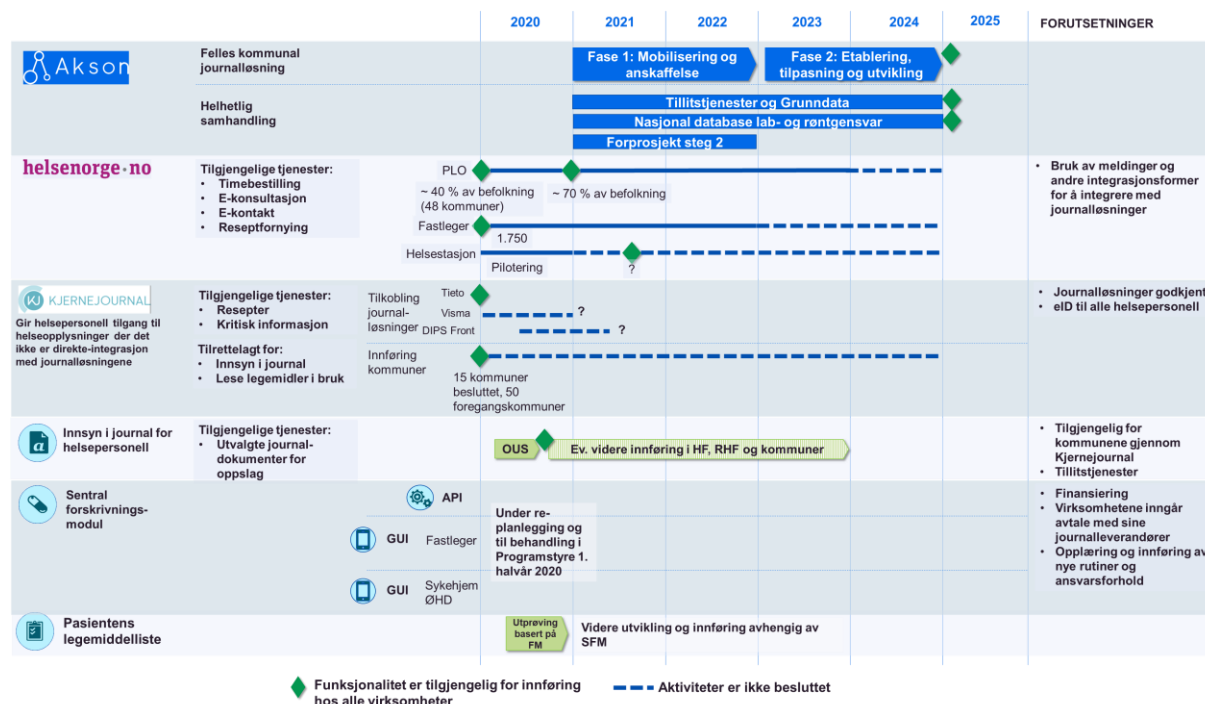 2020
2021
2022
2023
2024
2025
FORUTSETNINGER
Akson
Felles kommunal
journalløsning
Fase 1: Mobilisering og
anskaffelse
Fase 2: Etablering,
tilpasning og utvikling
Helhetlig
samhandling
Tillitstjenester og Grunndata
Nasjonal database lab- og røntgensvar
Forprosjekt steg 2
helsenorge·no
Tilgjengelige tjenester:
• Timebestilling
• E-konsultasjon
• E-kontakt
• Reseptfornying
PLO
~ 40 % av befolkning
(48 kommuner)
~ 70 % av befolkning
Fastleger
1.750
Helsestasjon
Pilotering
?
• Bruk av meldinger og
andre integrasjonsformer
for å integrere med
journalløsninger
KJ KJERNEJOURNAL
Gir helsepersonell tilgang til
helseopplysninger der det
ikke er direkte-integrasjon
med journalløsningene
Tilgjengelige tjenester:
• Resepter
• Kritisk informasjon
Tilrettelagt for:
• Innsyn i journal
• Lese legemidler i bruk
Tilkobling
journal-
løsninger
Tieto
Visma
?
DIPS Front
?
Innføring
kommuner
15 kommuner
besluttet, 50
foregangskommuner
• Journalløsninger godkjent
• eID til alle helsepersonell
a
Innsyn i journal for
helsepersonell
Tilgjengelige tjenester:
• Utvalgte journal-
dokumenter for
oppslag
OUS
Ev. videre innføring i HF, RHF og kommuner
• Tilgjengelig for
kommunene gjennom
Kjernejournal
• Tillitstjenester
Sentral
forskrivnings-
modul
API
GUI
Fastleger
GUI
Sykehjem
ØHD
Under re-
planlegging og
til behandling i
Programstyre 1.
halvår 2020
• Finansiering
• Virksomhetene inngår
avtale med sine
journalleverandører
• Opplæring og innføring av
nye rutiner og
ansvarsforhold
Pasientens
legemiddelliste
Utprøving
basert på
FM
Videre utvikling og innføring avhengig av
SFM
Funksjonalitet er tilgjengelig for innføring
hos alle virksomheter
Aktiviteter er ikke besluttet